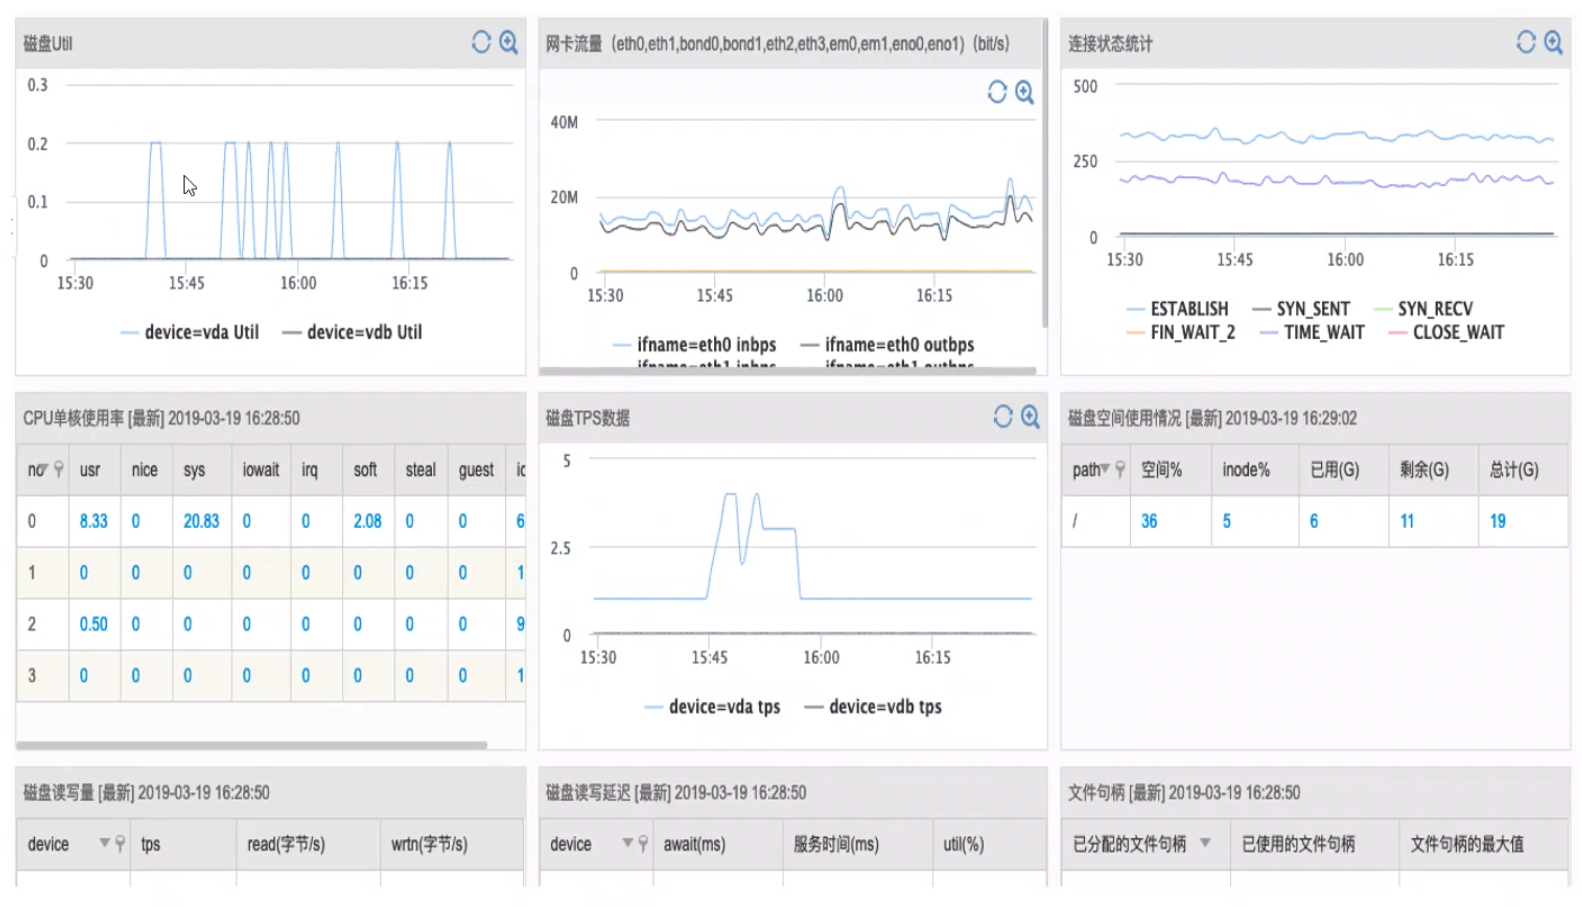 磁盘Util
0.3
0.2
0.1
0
15:30 15:45 16:00 16:15
device=vda Util device=vdb Util
网卡流量（eth0,eth1,bond0,bond1,eth2,eth3,em0,em1,eno0,eno1）（bit/s）
40M
20M
0
15:30 15:45 16:00 16:15
ifname=eth0 inbps ifname=eth0 outbps
ifname=eth1 inbps ifname=eth1 outbps
连接状态统计
500
250
0
15:30 15:45 16:00 16:15
ESTABLISH SYN_SENT SYN_RECV
FIN_WAIT_2 TIME_WAIT CLOSE_WAIT
CPU单核使用率 [最新] 2019-03-19 16:28:50
no usr nice sys iowait irq soft steal guest
0 8.33 0 20.83 0 0 2.08 0 0 6
1 0 0 0 0 0 0 0 0 1
2 0.50 0 0 0 0 0 0 0 9
3 0 0 0 0 0 0 0 0 1
磁盘TPS数据
5
2.5
0
15:30 15:45 16:00 16:15
device=vda tps device=vdb tps
磁盘空间使用情况 [最新] 2019-03-19 16:29:02
path 空间% inode% 已用(G) 剩余(G) 总计(G)
/ 36 5 6 11 19
磁盘读写量 [最新] 2019-03-19 16:28:50
device tps read(字节/s) wrtn(字节/s)
磁盘读写延迟 [最新] 2019-03-19 16:28:50
device await(ms) 服务时间(ms) util(%)
文件句柄 [最新] 2019-03-19 16:28:50
已分配的文件句柄 已使用的文件句柄 文件句柄的最大值